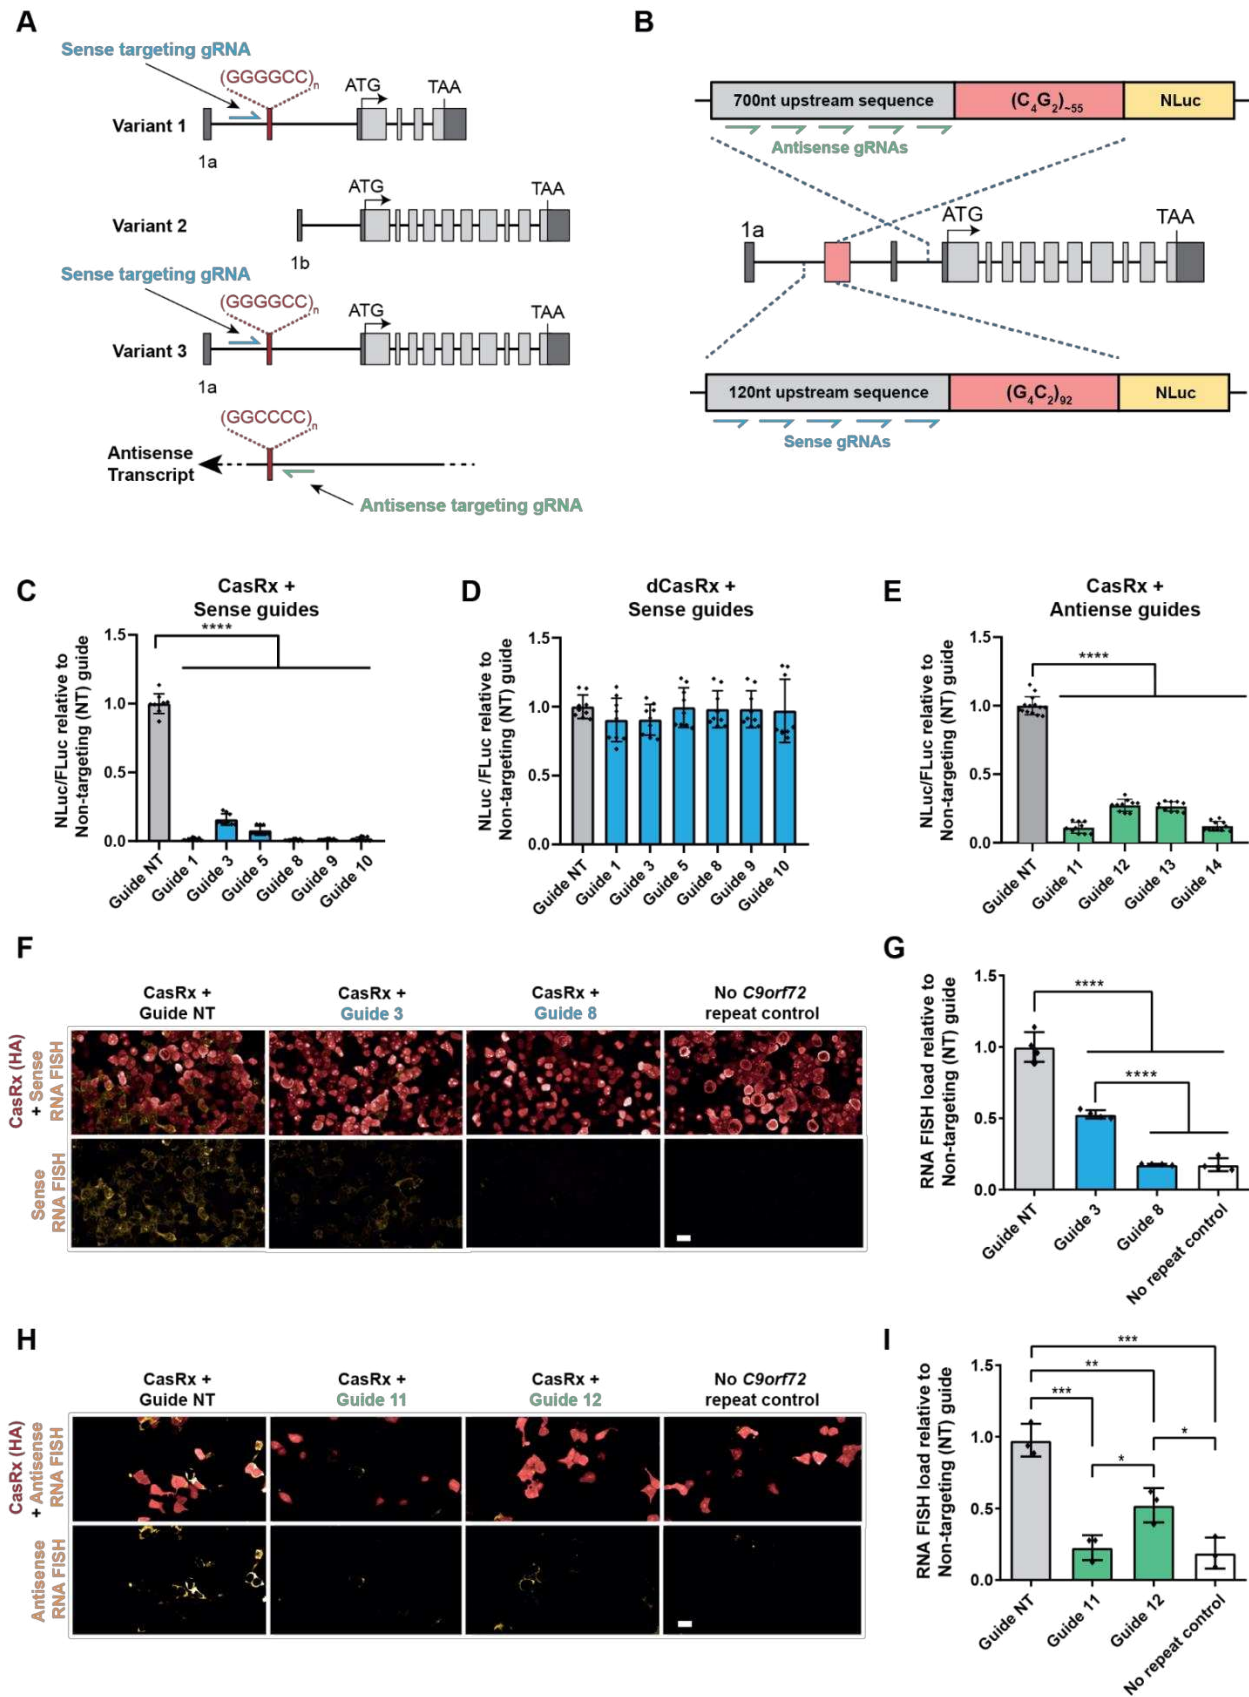 A
Sense targeting gRNA
(GGGGCC)n
ATG
TAA
Variant 1
1a
ATG
TAA
Variant 2
1b
Sense targeting gRNA
(GGGGCC)n
ATG
TAA
Variant 3
1a
(GGCCCC)n
Antisense
Transcript
Antisense targeting gRNA
B
700nt upstream sequence
(C4G2)~55
NLuc
Antisense gRNAs
1a
ATG
TAA
120nt upstream sequence
(G4C2)92
NLuc
Sense gRNAs
C
CasRx +
Sense guides
NLuc/FLuc relative to
Non-targeting (NT) guide
1.5
1.0
0.5
0.0
****
Guide NT
Guide 1
Guide 3
Guide 5
Guide 8
Guide 9
Guide 10
D
dCasRx +
Sense guides
NLuc /FLuc relative to
Non-targeting (NT) guide
1.5
1.0
0.5
0.0
Guide NT
Guide 1
Guide 3
Guide 5
Guide 8
Guide 9
Guide 10
E
CasRx +
Antiense guides
NLuc/FLuc relative to
Non-targeting (NT) guide
1.5
1.0
0.5
0.0
****
Guide NT
Guide 11
Guide 12
Guide 13
Guide 14
F
CasRx +
Guide NT
CasRx +
Guide 3
CasRx +
Guide 8
No C9orf72
repeat control
CasRx (HA)
+ Sense
RNA FISH
Sense
RNA FISH
G
RNA FISH load relative to
Non-targeting (NT) guide
1.5
1.0
0.5
0.0
****
****
Guide NT
Guide 3
Guide 8
No repeat control
H
CasRx +
Guide NT
CasRx +
Guide 11
CasRx +
Guide 12
No C9orf72
repeat control
CasRx (HA)
+ Antisense
RNA FISH
Antisense
RNA FISH
I
RNA FISH load relative to
Non-targeting (NT) guide
1.5
1.0
0.5
0.0
***
**
***
*
*
Guide NT
Guide 11
Guide 12
No repeat control